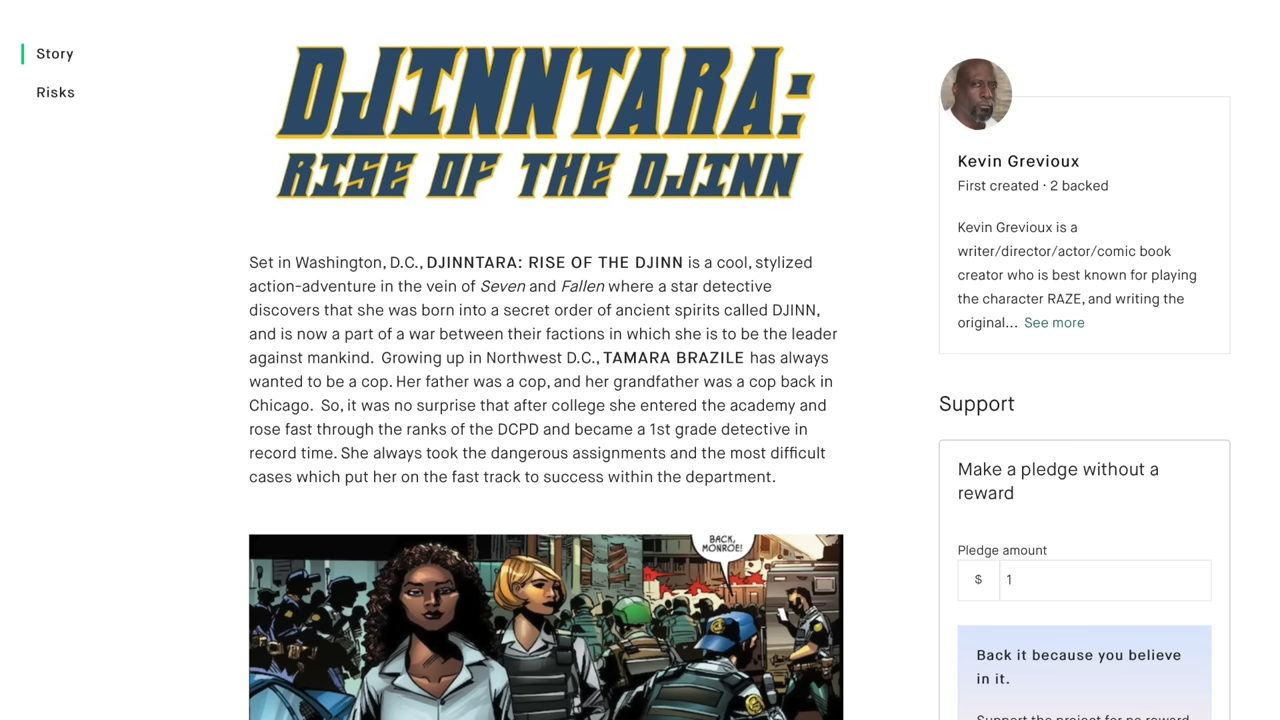 Story
Risks
DJINNTARA:
RISE OF THE DJINN
Set in Washington, D.C., DJINNTARA: RISE OF THE DJINN is a cool, stylized
action-adventure in the vein of Seven and Fallen where a star detective
discovers that she was born into a secret order of ancient spirits called DJINN,
and is now a part of a war between their factions in which she is to be the leader
against mankind. Growing up in Northwest D.C., TAMARA BRAZILE has always
wanted to be a cop. Her father was a cop, and her grandfather was a cop back in
Chicago. So, it was no surprise that after college she entered the academy and
rose fast through the ranks of the DCPD and became a 1st grade detective in
record time. She always took the dangerous assignments and the most difficult
cases which put her on the fast track to success within the department.
BACK,
MONROE!
Kevin Grevioux
First created · 2 backed
Kevin Grevioux is a
writer/director/actor/comic book
creator who is best known for playing
the character RAZE, and writing the
original... See more
Support
Make a pledge without a
reward
Pledge amount
$ 1
Back it because you believe
in it.
Support the project for no reward